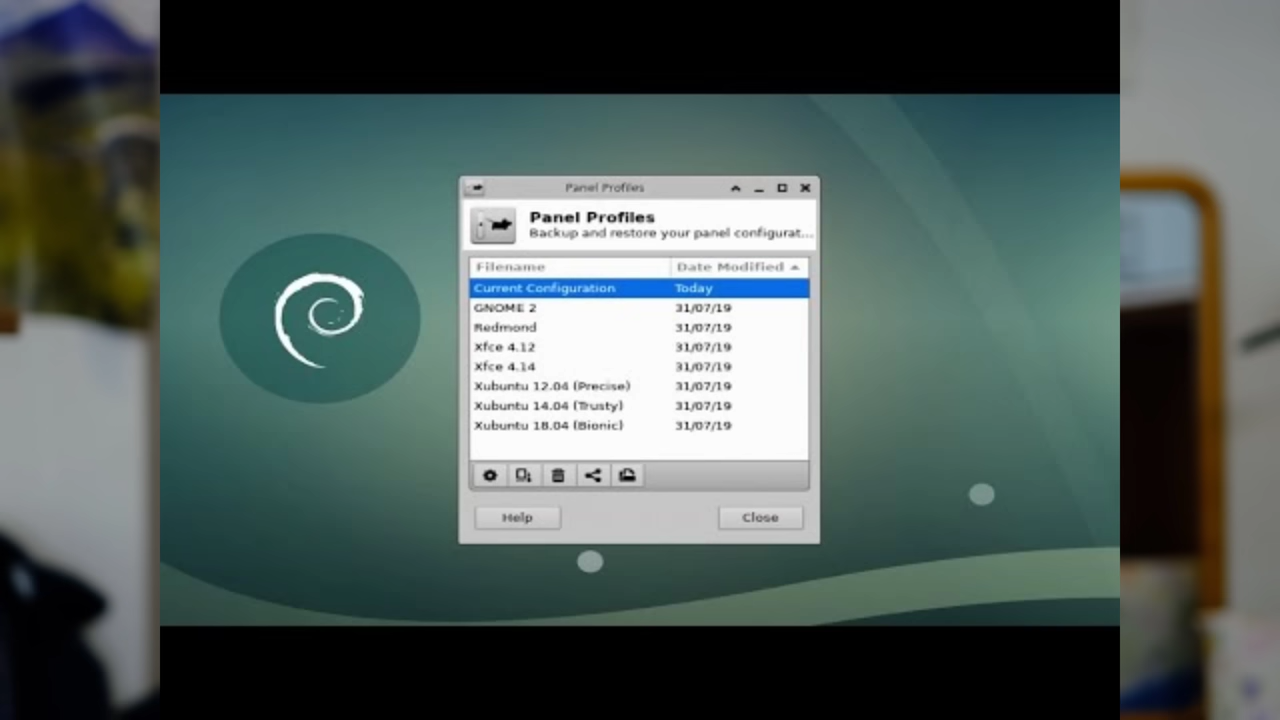 Panel Profiles
Panel Profiles
Backup and restore your panel configurat...
Filename Date Modified
Current Configuration Today
GNOME 2 31/07/19
Redmond 31/07/19
Xfce 4.12 31/07/19
Xfce 4.14 31/07/19
Xubuntu 12.04 (Precise) 31/07/19
Xubuntu 14.04 (Trusty) 31/07/19
Xubuntu 18.04 (Bionic) 31/07/19
Help Close